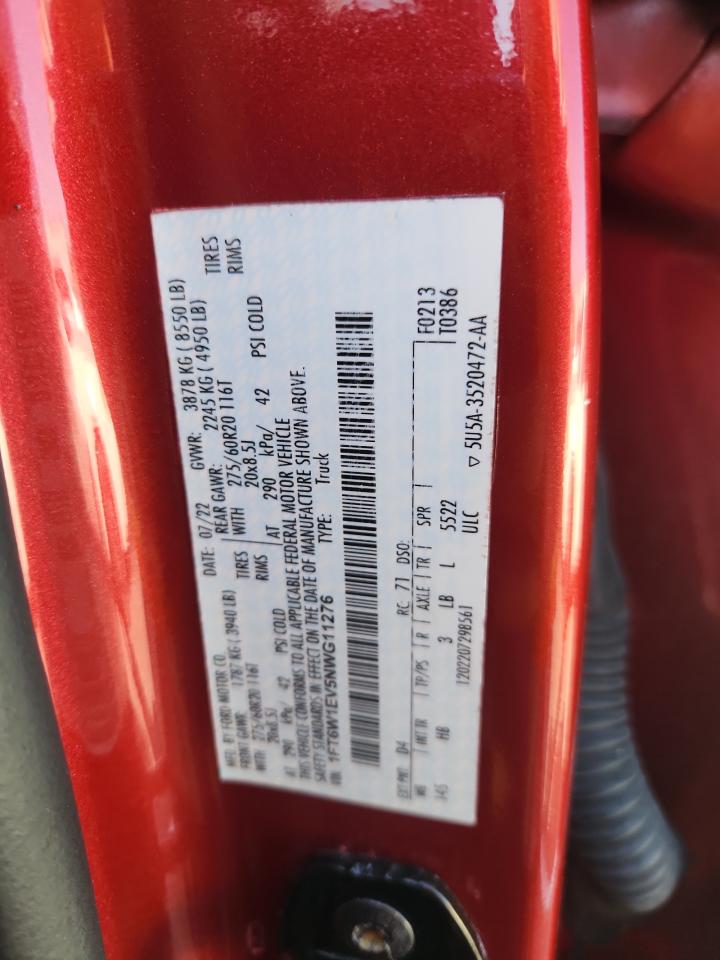 MFD. BY FORD MOTOR CO.
DATE: 07/22 GVWR: 3878 KG ( 8550 LB)
FRONT GAWR: 1787 KG ( 3940 LB) REAR GAWR: 2245 KG ( 4950 LB)
WITH 275/60R20 116T TIRES WITH 275/60R20 116T TIRES
20x8.5J RIMS 20x8.5J RIMS
AT 290 kPa/ 42 PSI COLD AT 290 kPa/ 42 PSI COLD
THIS VEHICLE CONFORMS TO ALL APPLICABLE FEDERAL MOTOR VEHICLE
SAFETY STANDARDS IN EFFECT ON THE DATE OF MANUFACTURE SHOWN ABOVE.
VIN: 1FT6W1EV5NWG11276 TYPE: Truck
EXT PNT: D4 RC: 71 DSO: F0213
WB INT TR TP/PS R AXLE TR SPR T0386
145 HB 3 LB L 5522
ULC ▽ 5U5A-3520472-AA
1202207298561